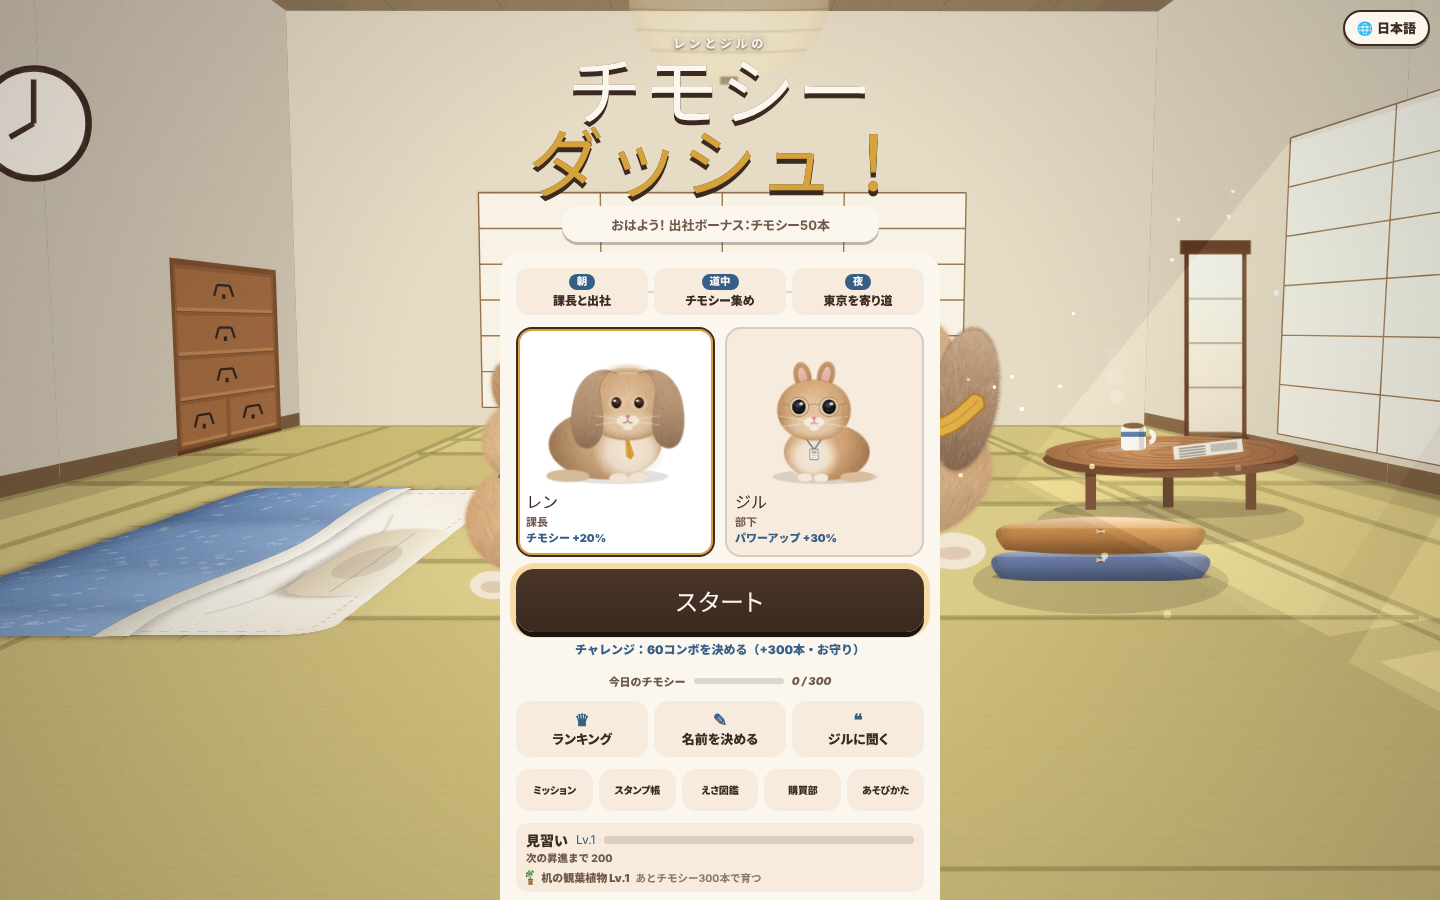 日本語
レンとジルの
チモシー
ダッシュ！
おはよう！出社ボーナス：チモシー50本
朝
課長と出社
道中
チモシー集め
夜
東京を寄り道
レン
課長
チモシー +20%
ジル
部下
パワーアップ +30%
スタート
チャレンジ：60コンボを決める（+300本・お守り）
今日のチモシー 0 / 300
ランキング
名前を決める
ジルに聞く
ミッション
スタンプ帳
えさ図鑑
購買部
あそびかた
見習い Lv.1
次の昇進まで 200
机の観葉植物 Lv.1 あとチモシー300本で育つ